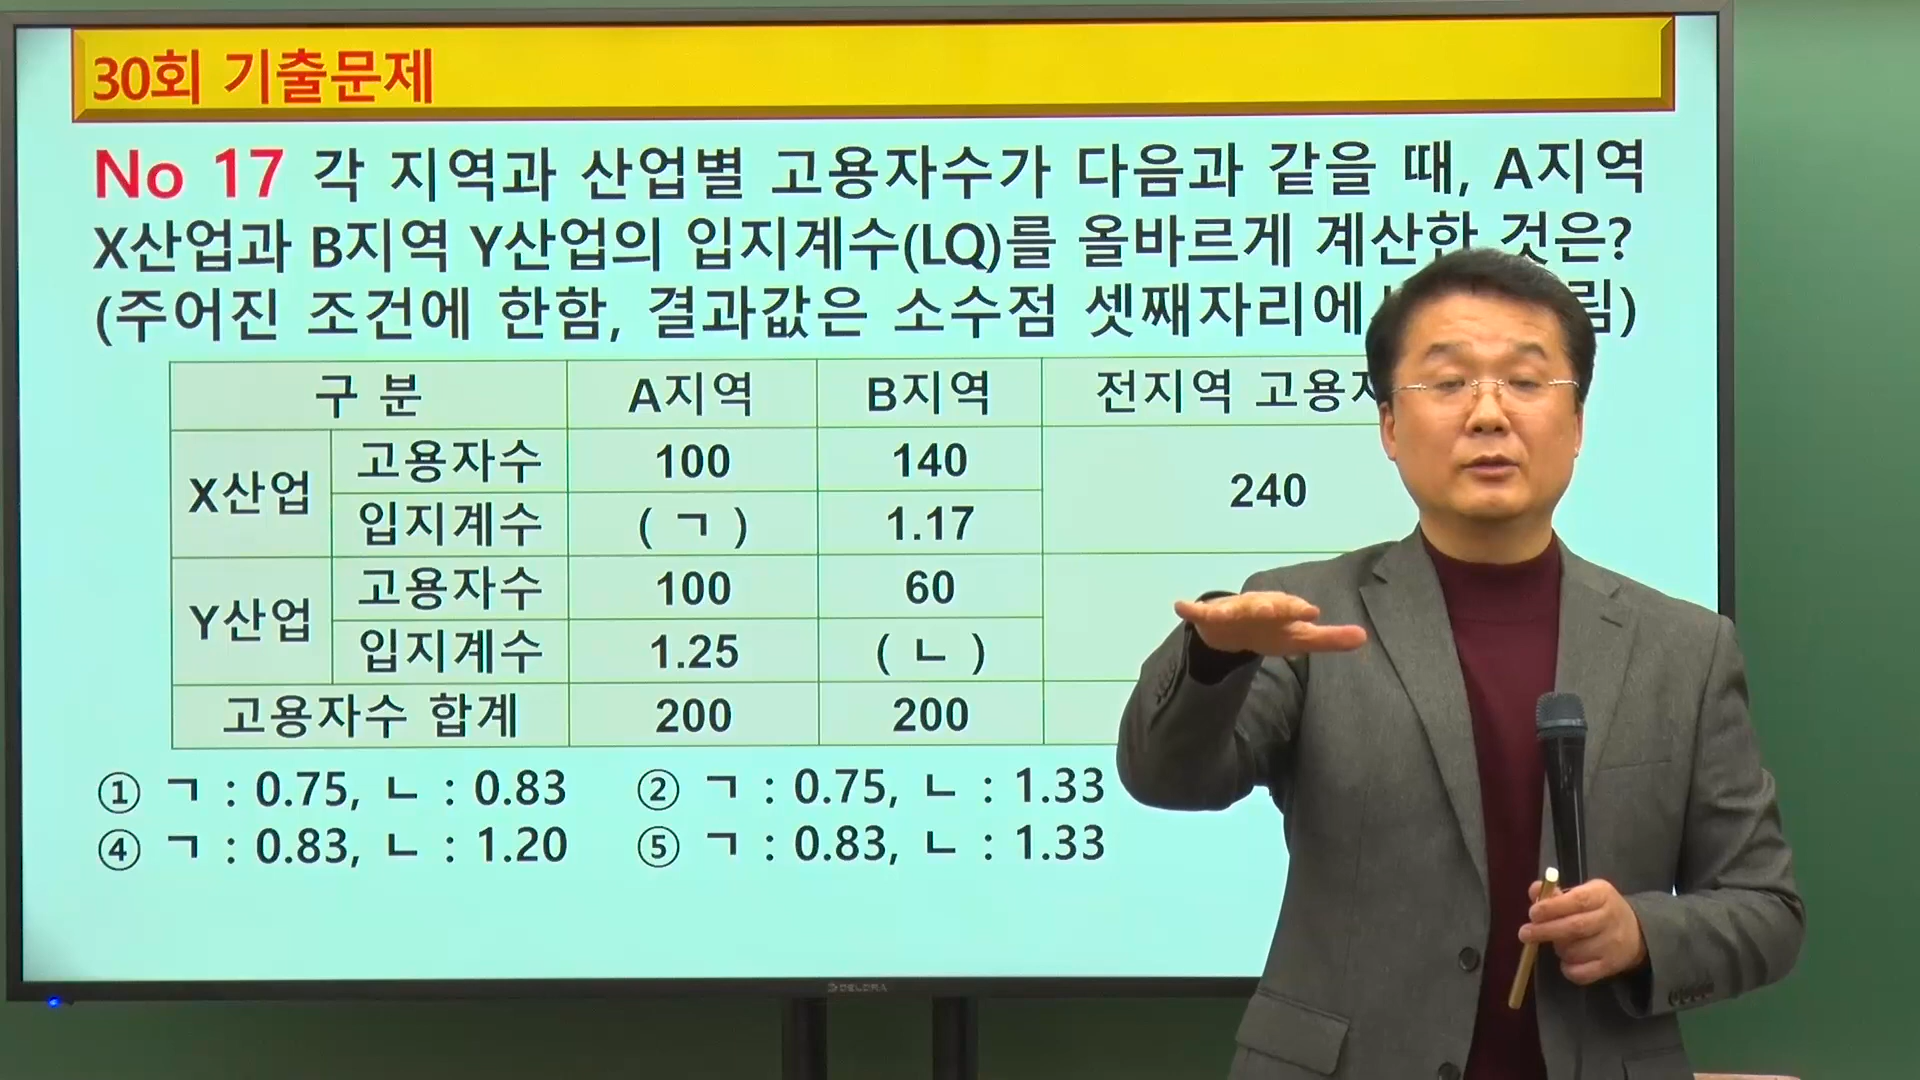 30회 기출문제
No 17 각 지역과 산업별 고용자수가 다음과 같을 때, A지역
X산업과 B지역 Y산업의 입지계수(LQ)를 올바르게 계산한 것은?
(주어진 조건에 한함, 결과값은 소수점 셋째자리에 림)
구 분 A지역 B지역 전지역 고용자
X산업 고용자수 100 140 240
입지계수 ( ㄱ ) 1.17
Y산업 고용자수 100 60
입지계수 1.25 ( ㄴ )
고용자수 합계 200 200
① ㄱ : 0.75, ㄴ : 0.83 ② ㄱ : 0.75, ㄴ : 1.33
④ ㄱ : 0.83, ㄴ : 1.20 ⑤ ㄱ : 0.83, ㄴ : 1.33